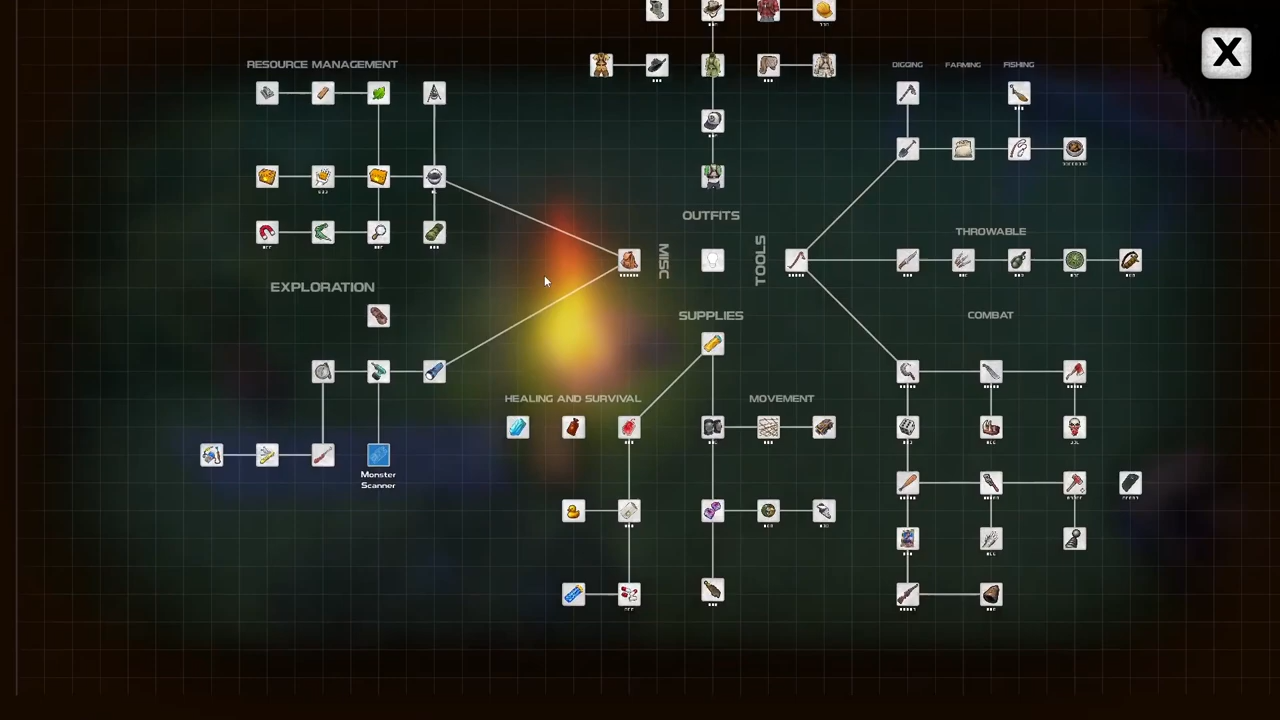 RESOURCE MANAGEMENT
DIGGING
FARMING
FISHING
OUTFITS
MISC
TOOLS
THROWABLE
EXPLORATION
SUPPLIES
COMBAT
HEALING AND SURVIVAL
MOVEMENT
Monster
Scanner
X